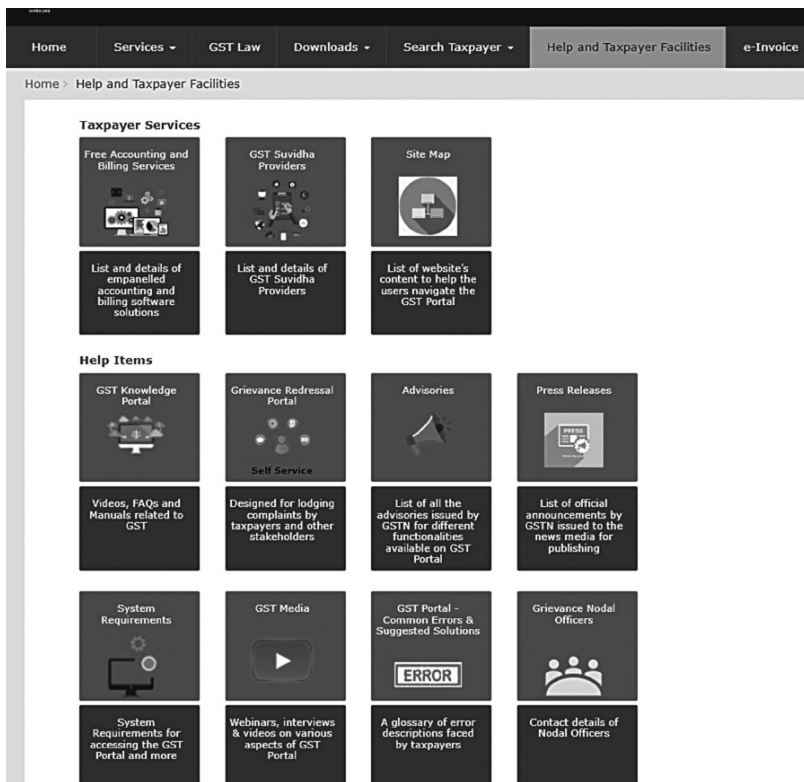 Home Services GST Law Downloads Search Taxpayer Help and Taxpayer Facilities e-Invoice
Home > Help and Taxpayer Facilities
Taxpayer Services
Free Accounting and
Billing Services
GST Suvidha
Providers
Site Map
List and details of
empanelled
accounting and
billing software
solutions
List and details of
GST Suvidha
Providers
List of website's
content to help the
users navigate the
GST Portal
Help Items
GST Knowledge
Portal
Grievance Redressal
Portal
Self Service
Advisories
Press Releases
PRESS
Videos, FAQs and
Manuals related to
GST
Designed for lodging
complaints by
taxpayers and other
stakeholders
List of all the
advisories issued by
GSTN for different
functionalities
available on GST
Portal
List of official
announcements by
GSTN issued to the
news media for
publishing
System
Requirements
GST Media
GST Portal -
Common Errors &
Suggested Solutions
ERROR
Grievance Nodal
Officers
System
Requirements for
accessing the GST
Portal and more
Webinars, interviews
& videos on various
aspects of GST
Portal
A glossary of error
descriptions faced
by taxpayers
Contact details of
Nodal Officers